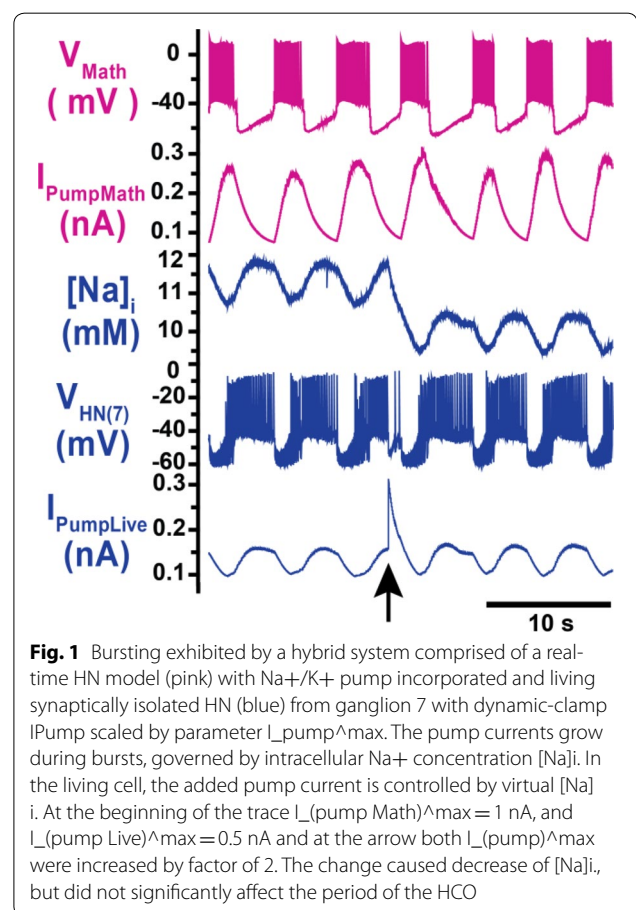 0
V_Math
( mV )
-40
0.3
I_PumpMath
0.2
(nA)
0.1
12
[Na]i
11
(mM)
10
0
-20
V_HN(7)
-40
(mV)
-60
0.3
I_PumpLive
0.2
(nA)
0.1
10 s
Fig. 1 Bursting exhibited by a hybrid system comprised of a real-
time HN model (pink) with Na+/K+ pump incorporated and living
synaptically isolated HN (blue) from ganglion 7 with dynamic-clamp
IPump scaled by parameter I_pump^max. The pump currents grow
during bursts, governed by intracellular Na+ concentration [Na]i. In
the living cell, the added pump current is controlled by virtual [Na]
i. At the beginning of the trace I_(pump Math)^max = 1 nA, and
I_(pump Live)^max = 0.5 nA and at the arrow both I_(pump)^max
were increased by factor of 2. The change caused decrease of [Na]i.,
but did not significantly affect the period of the HCO